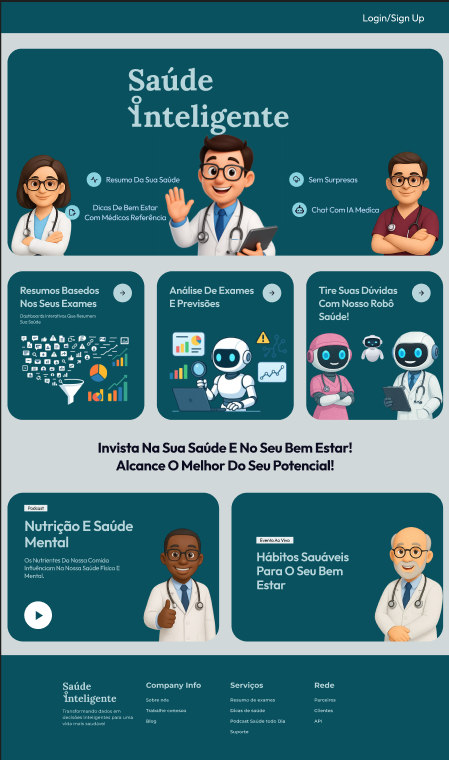 Login/Sign Up
Saúde
inteligente
Resumo Da Sua Saúde
Sem Surpresas
Dicas De Bem Estar
Com Médicos Referência
Chat Com IA Medica
Resumos Basedos
Nos Seus Exames
Dashboards Interativos Que Resumem
Sua Saúde
Análise De Exames
E Previsões
Tire Suas Dúvidas
Com Nosso Robô
Saúde!
Invista Na Sua Saúde E No Seu Bem Estar!
Alcance O Melhor Do Seu Potencial!
Podcast
Nutrição E Saúde
Mental
Os Nutrientes Da Nossa Comida
Influênciam Na Nossa Saúde Física E
Mental.
Evento Ao Vivo
Hábitos Sauáveis
Para O Seu Bem
Estar
Saúde
inteligente
Transformando dados em
decisões inteligentes para uma
vida mais saudável
Company Info
Sobre nós
Trabalhe conosco
Blog
Serviços
Resumo de exames
Dicas de saúde
Podcast Saúde todo Dia
Suporte
Rede
Parceiros
Clientes
API